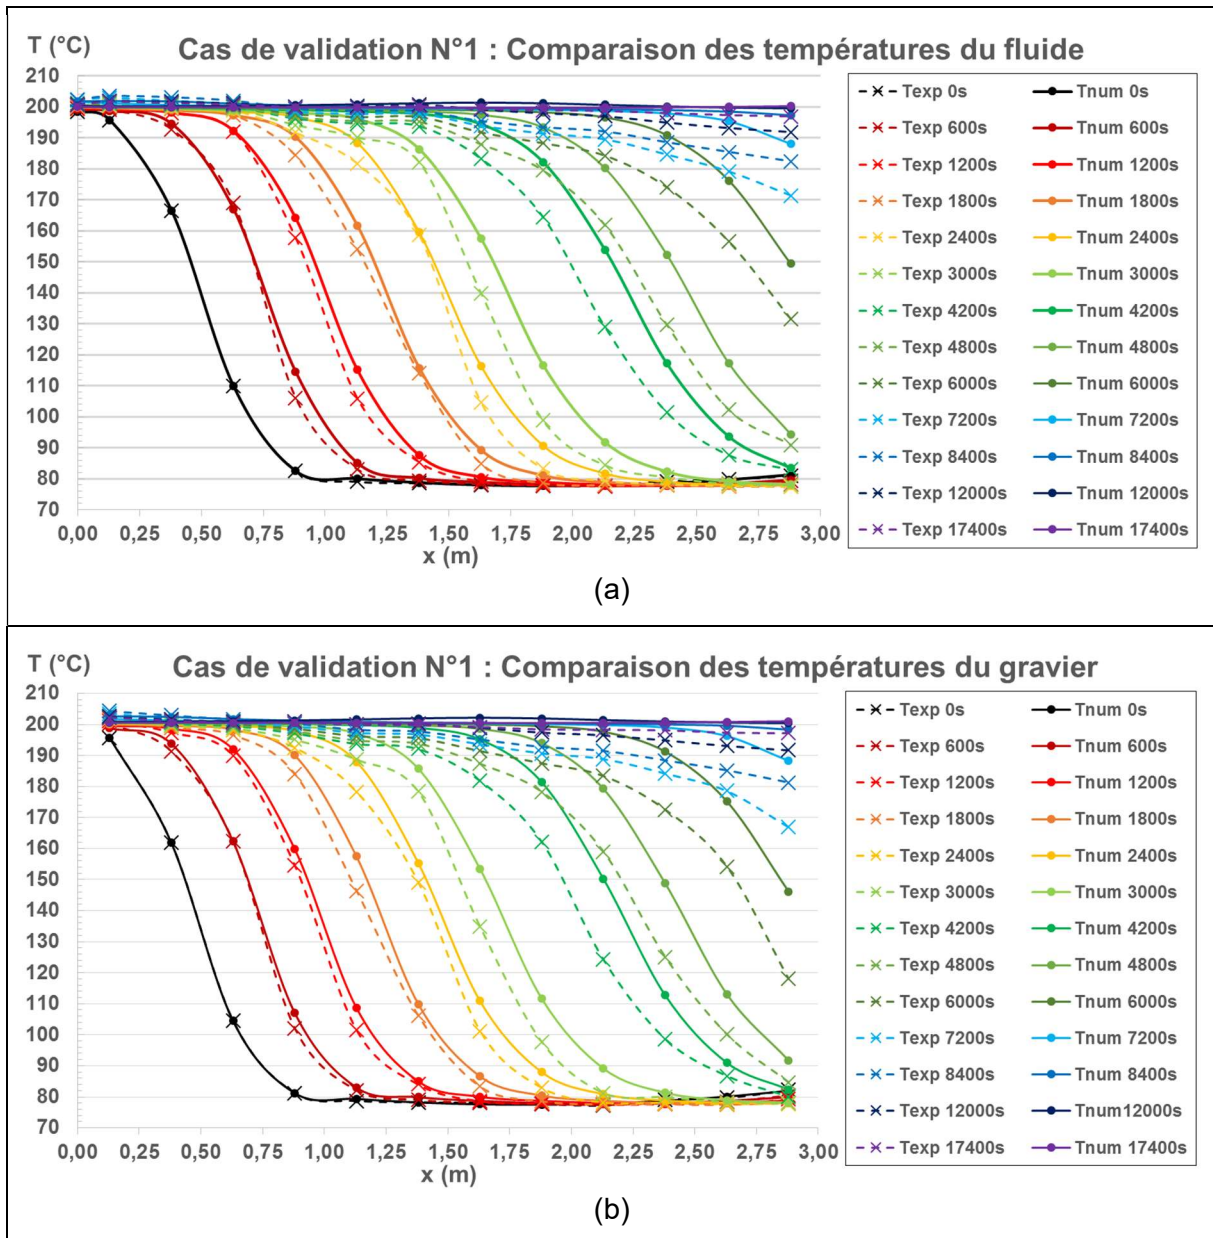 T (°C)
Cas de validation N°1 : Comparaison des températures du fluide
210
200
190
180
170
160
150
140
130
120
110
100
90
80
70
0,00 0,25 0,50 0,75 1,00 1,25 1,50 1,75 2,00 2,25 2,50 2,75 3,00
x (m)
Texp 0s Tnum 0s
Texp 600s Tnum 600s
Texp 1200s Tnum 1200s
Texp 1800s Tnum 1800s
Texp 2400s Tnum 2400s
Texp 3000s Tnum 3000s
Texp 4200s Tnum 4200s
Texp 4800s Tnum 4800s
Texp 6000s Tnum 6000s
Texp 7200s Tnum 7200s
Texp 8400s Tnum 8400s
Texp 12000s Tnum 12000s
Texp 17400s Tnum 17400s
(a)
T (°C)
Cas de validation N°1 : Comparaison des températures du gravier
210
200
190
180
170
160
150
140
130
120
110
100
90
80
70
0,00 0,25 0,50 0,75 1,00 1,25 1,50 1,75 2,00 2,25 2,50 2,75 3,00
x (m)
Texp 0s Tnum 0s
Texp 600s Tnum 600s
Texp 1200s Tnum 1200s
Texp 1800s Tnum 1800s
Texp 2400s Tnum 2400s
Texp 3000s Tnum 3000s
Texp 4200s Tnum 4200s
Texp 4800s Tnum 4800s
Texp 6000s Tnum 6000s
Texp 7200s Tnum 7200s
Texp 8400s Tnum 8400s
Texp 12000s Tnum12000s
Texp 17400s Tnum 17400s
(b)